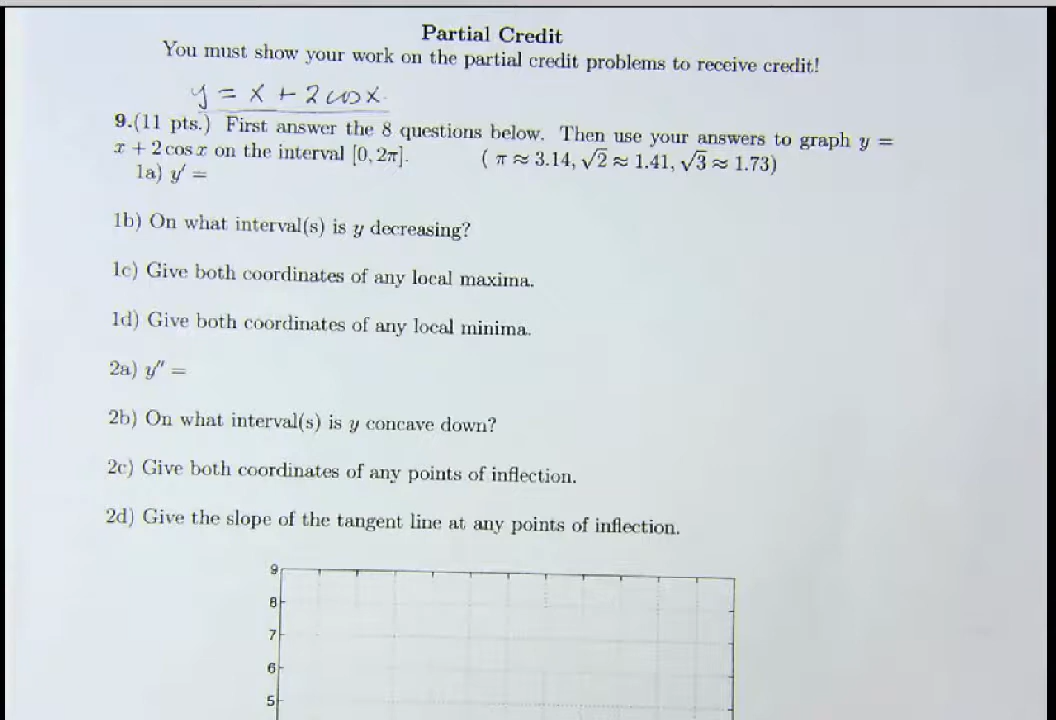 Partial Credit
You must show your work on the partial credit problems to receive credit!
y = x + 2 cos x.
9.(11 pts.) First answer the 8 questions below. Then use your answers to graph y =
x + 2 cos x on the interval [0, 2π]. ( π ≈ 3.14, √2 ≈ 1.41, √3 ≈ 1.73)
1a) y′ =
1b) On what interval(s) is y decreasing?
1c) Give both coordinates of any local maxima.
1d) Give both coordinates of any local minima.
2a) y″ =
2b) On what interval(s) is y concave down?
2c) Give both coordinates of any points of inflection.
2d) Give the slope of the tangent line at any points of inflection.
9
8
7
6
5